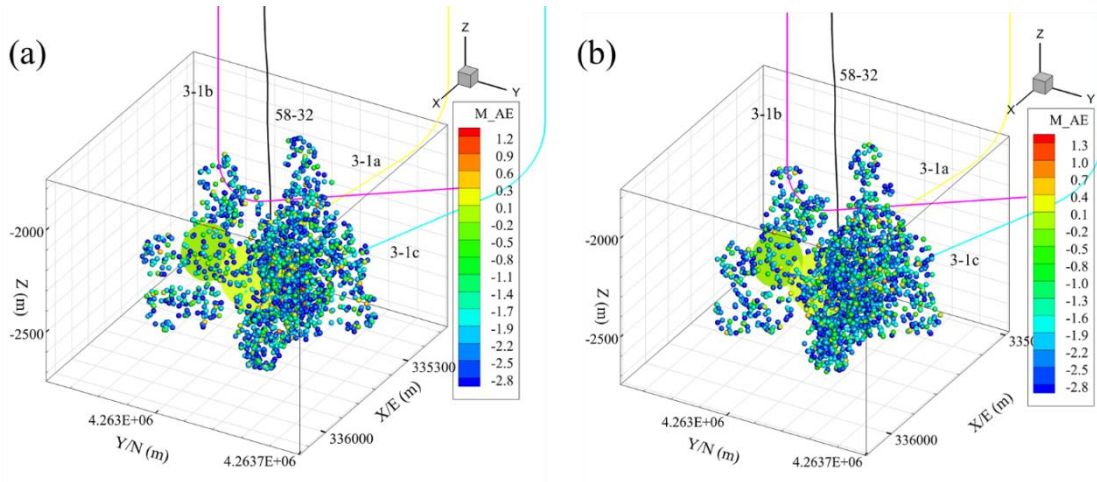 (a)
Z
X
Y
3-1b
58-32
3-1a
3-1c
M_AE
1.2
0.9
0.6
0.3
0.1
-0.2
-0.5
-0.8
-1.1
-1.4
-1.7
-1.9
-2.2
-2.5
-2.8
-2000
-2500
Z (m)
4.263E+06
4.2637E+06
Y/N (m)
336000
335300
X/E (m)
(b)
Z
X
Y
3-1b
58-32
3-1a
3-1c
M_AE
1.3
1.0
0.7
0.4
0.1
-0.2
-0.5
-0.8
-1.0
-1.3
-1.6
-1.9
-2.2
-2.5
-2.8
-2000
-2500
Z (m)
4.263E+06
4.2637E+06
Y/N (m)
336000
X/E (m)